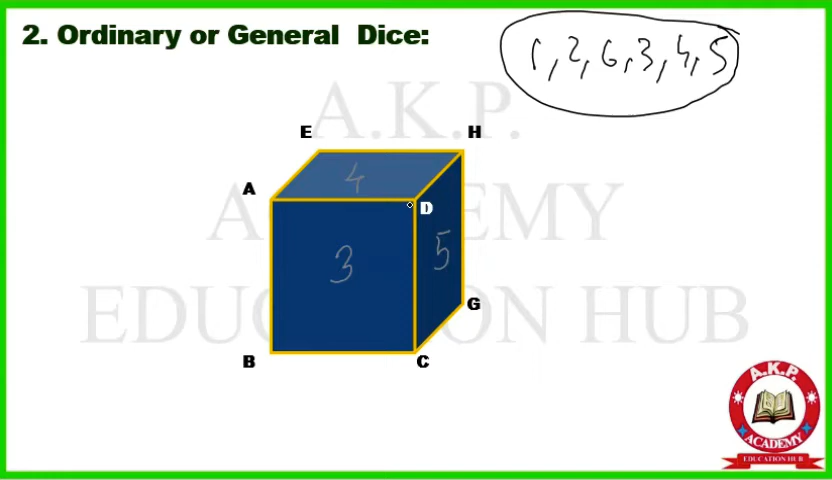 2. Ordinary or General Dice:
1, 2, 6, 3, 4, 5
A.K.P.
ACADEMY
EDUCATION HUB
E
H
A
4
D
3
5
G
B
C
A.K.P.
ACADEMY
EDUCATION HUB